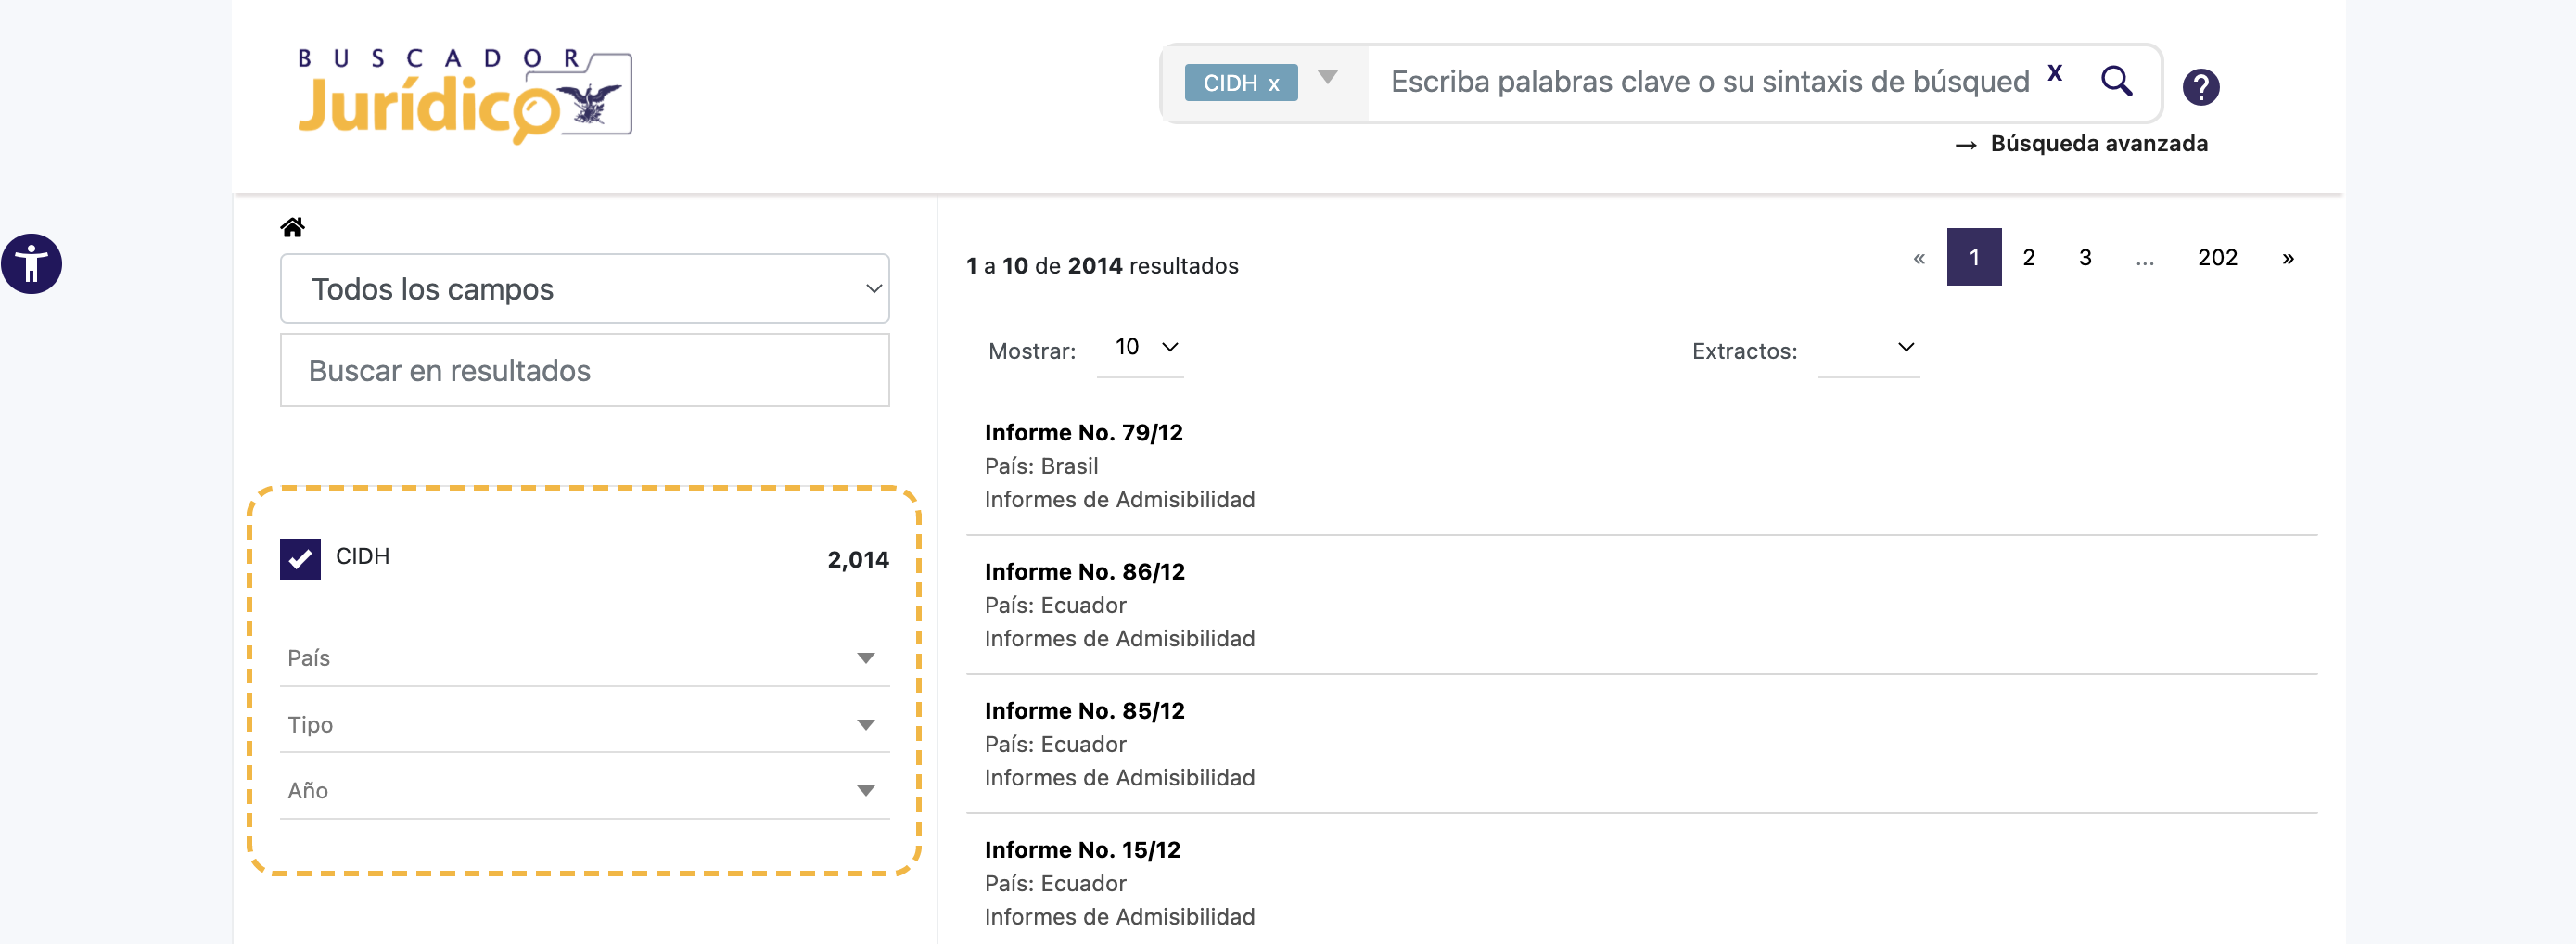 BUSCADOR
Jurídico
CIDH x
Escriba palabras clave o su sintaxis de búsqued
x
?
→ Búsqueda avanzada
Todos los campos
Buscar en resultados
CIDH 2,014
País
Tipo
Año
1 a 10 de 2014 resultados
« 1 2 3 ... 202 »
Mostrar: 10
Extractos:
Informe No. 79/12
País: Brasil
Informes de Admisibilidad
Informe No. 86/12
País: Ecuador
Informes de Admisibilidad
Informe No. 85/12
País: Ecuador
Informes de Admisibilidad
Informe No. 15/12
País: Ecuador
Informes de Admisibilidad